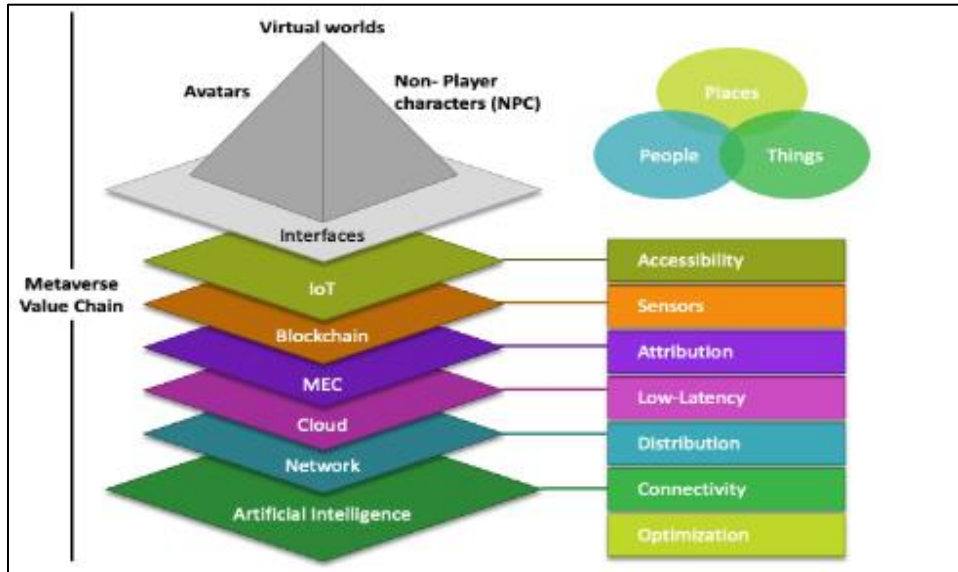 Virtual worlds
Avatars
Non- Player
characters (NPC)
Places
People
Things
Metaverse
Value Chain
Interfaces
IoT
Blockchain
MEC
Cloud
Network
Artificial Intelligence
Accessibility
Sensors
Attribution
Low-Latency
Distribution
Connectivity
Optimization